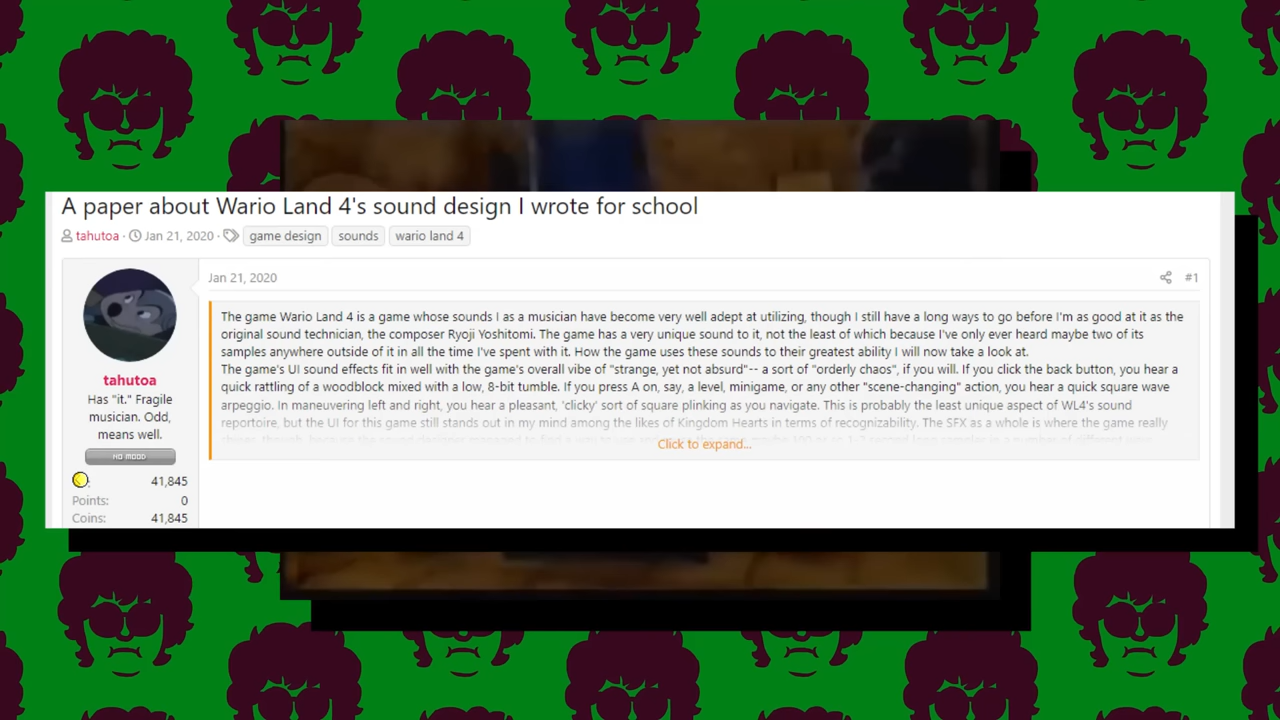 A paper about Wario Land 4's sound design I wrote for school
tahutoa · Jan 21, 2020 · game design sounds wario land 4
Jan 21, 2020 #1
The game Wario Land 4 is a game whose sounds I as a musician have become very well adept at utilizing, though I still have a long ways to go before I'm as good at it as the
original sound technician, the composer Ryoji Yoshitomi. The game has a very unique sound to it, not the least of which because I've only ever heard maybe two of its
samples anywhere outside of it in all the time I've spent with it. How the game uses these sounds to their greatest ability I will now take a look at.
The game's UI sound effects fit in well with the game's overall vibe of "strange, yet not absurd"-- a sort of "orderly chaos", if you will. If you click the back button, you hear a
quick rattling of a woodblock mixed with a low, 8-bit tumble. If you press A on, say, a level, minigame, or any other "scene-changing" action, you hear a quick square wave
arpeggio. In maneuvering left and right, you hear a pleasant, 'clicky' sort of square plinking as you navigate. This is probably the least unique aspect of WL4's sound
reportoire, but the UI for this game still stands out in my mind among the likes of Kingdom Hearts in terms of recognizability. The SFX as a whole is where the game really
Click to expand...
tahutoa
Has "it." Fragile
musician. Odd,
means well.
NO MOOD
41,845
Points: 0
Coins: 41,845